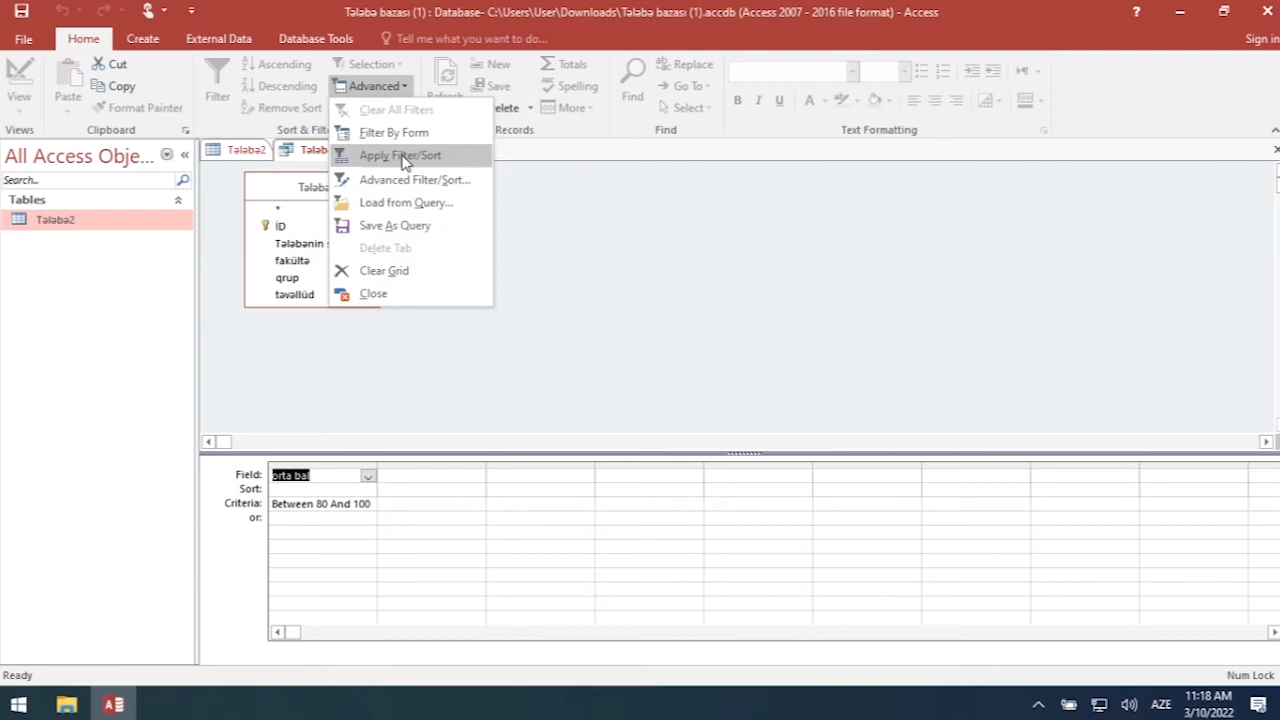 Tələbə bazası (1) : Database- C:\Users\User\Downloads\Tələbə bazası (1).accdb (Access 2007 - 2016 file format) - Access
File Home Create External Data Database Tools Tell me what you want to do... Sign in
View
Views
Paste
Cut
Copy
Format Painter
Clipboard
Filter
Ascending
Descending
Remove Sort
Selection
Advanced
New
Save
Totals
Spelling
More
Records
Find
Replace
Go To
Select
Find
Text Formatting
Clear All Filters
Filter By Form
Apply Filter/Sort
Advanced Filter/Sort...
Load from Query...
Save As Query
Delete Tab
Clear Grid
Close
All Access Obje...
Search...
Tables
Tələbə2
Tələbə2
*
İD
Tələbənin
fakültə
qrup
təvəllüd
Field: orta bal
Sort:
Criteria: Between 80 And 100
or:
Ready
Num Lock
AZE
11:18 AM
3/10/2022